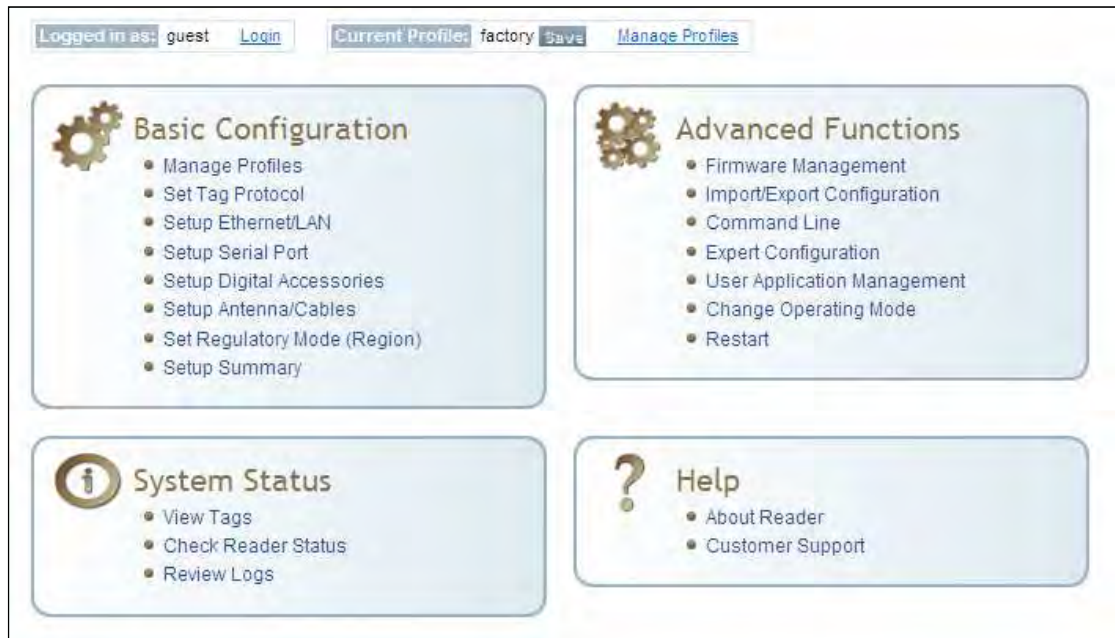 Logged in as: guest Login Current Profile: factory Save Manage Profiles
Basic Configuration
Manage Profiles
Set Tag Protocol
Setup Ethernet/LAN
Setup Serial Port
Setup Digital Accessories
Setup Antenna/Cables
Set Regulatory Mode (Region)
Setup Summary
Advanced Functions
Firmware Management
Import/Export Configuration
Command Line
Expert Configuration
User Application Management
Change Operating Mode
Restart
System Status
View Tags
Check Reader Status
Review Logs
Help
About Reader
Customer Support